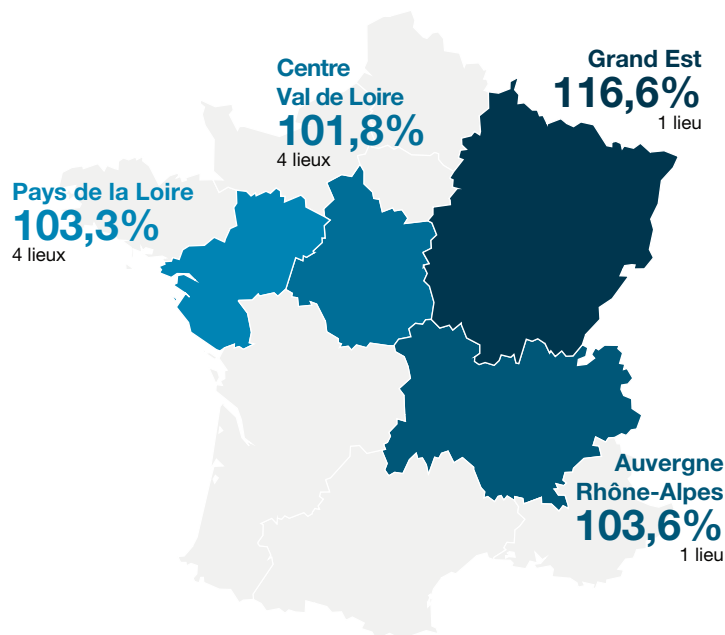 Centre
Val de Loire
101,8%
4 lieux
Grand Est
116,6%
1 lieu
Pays de la Loire
103,3%
4 lieux
Auvergne
Rhône-Alpes
103,6%
1 lieu